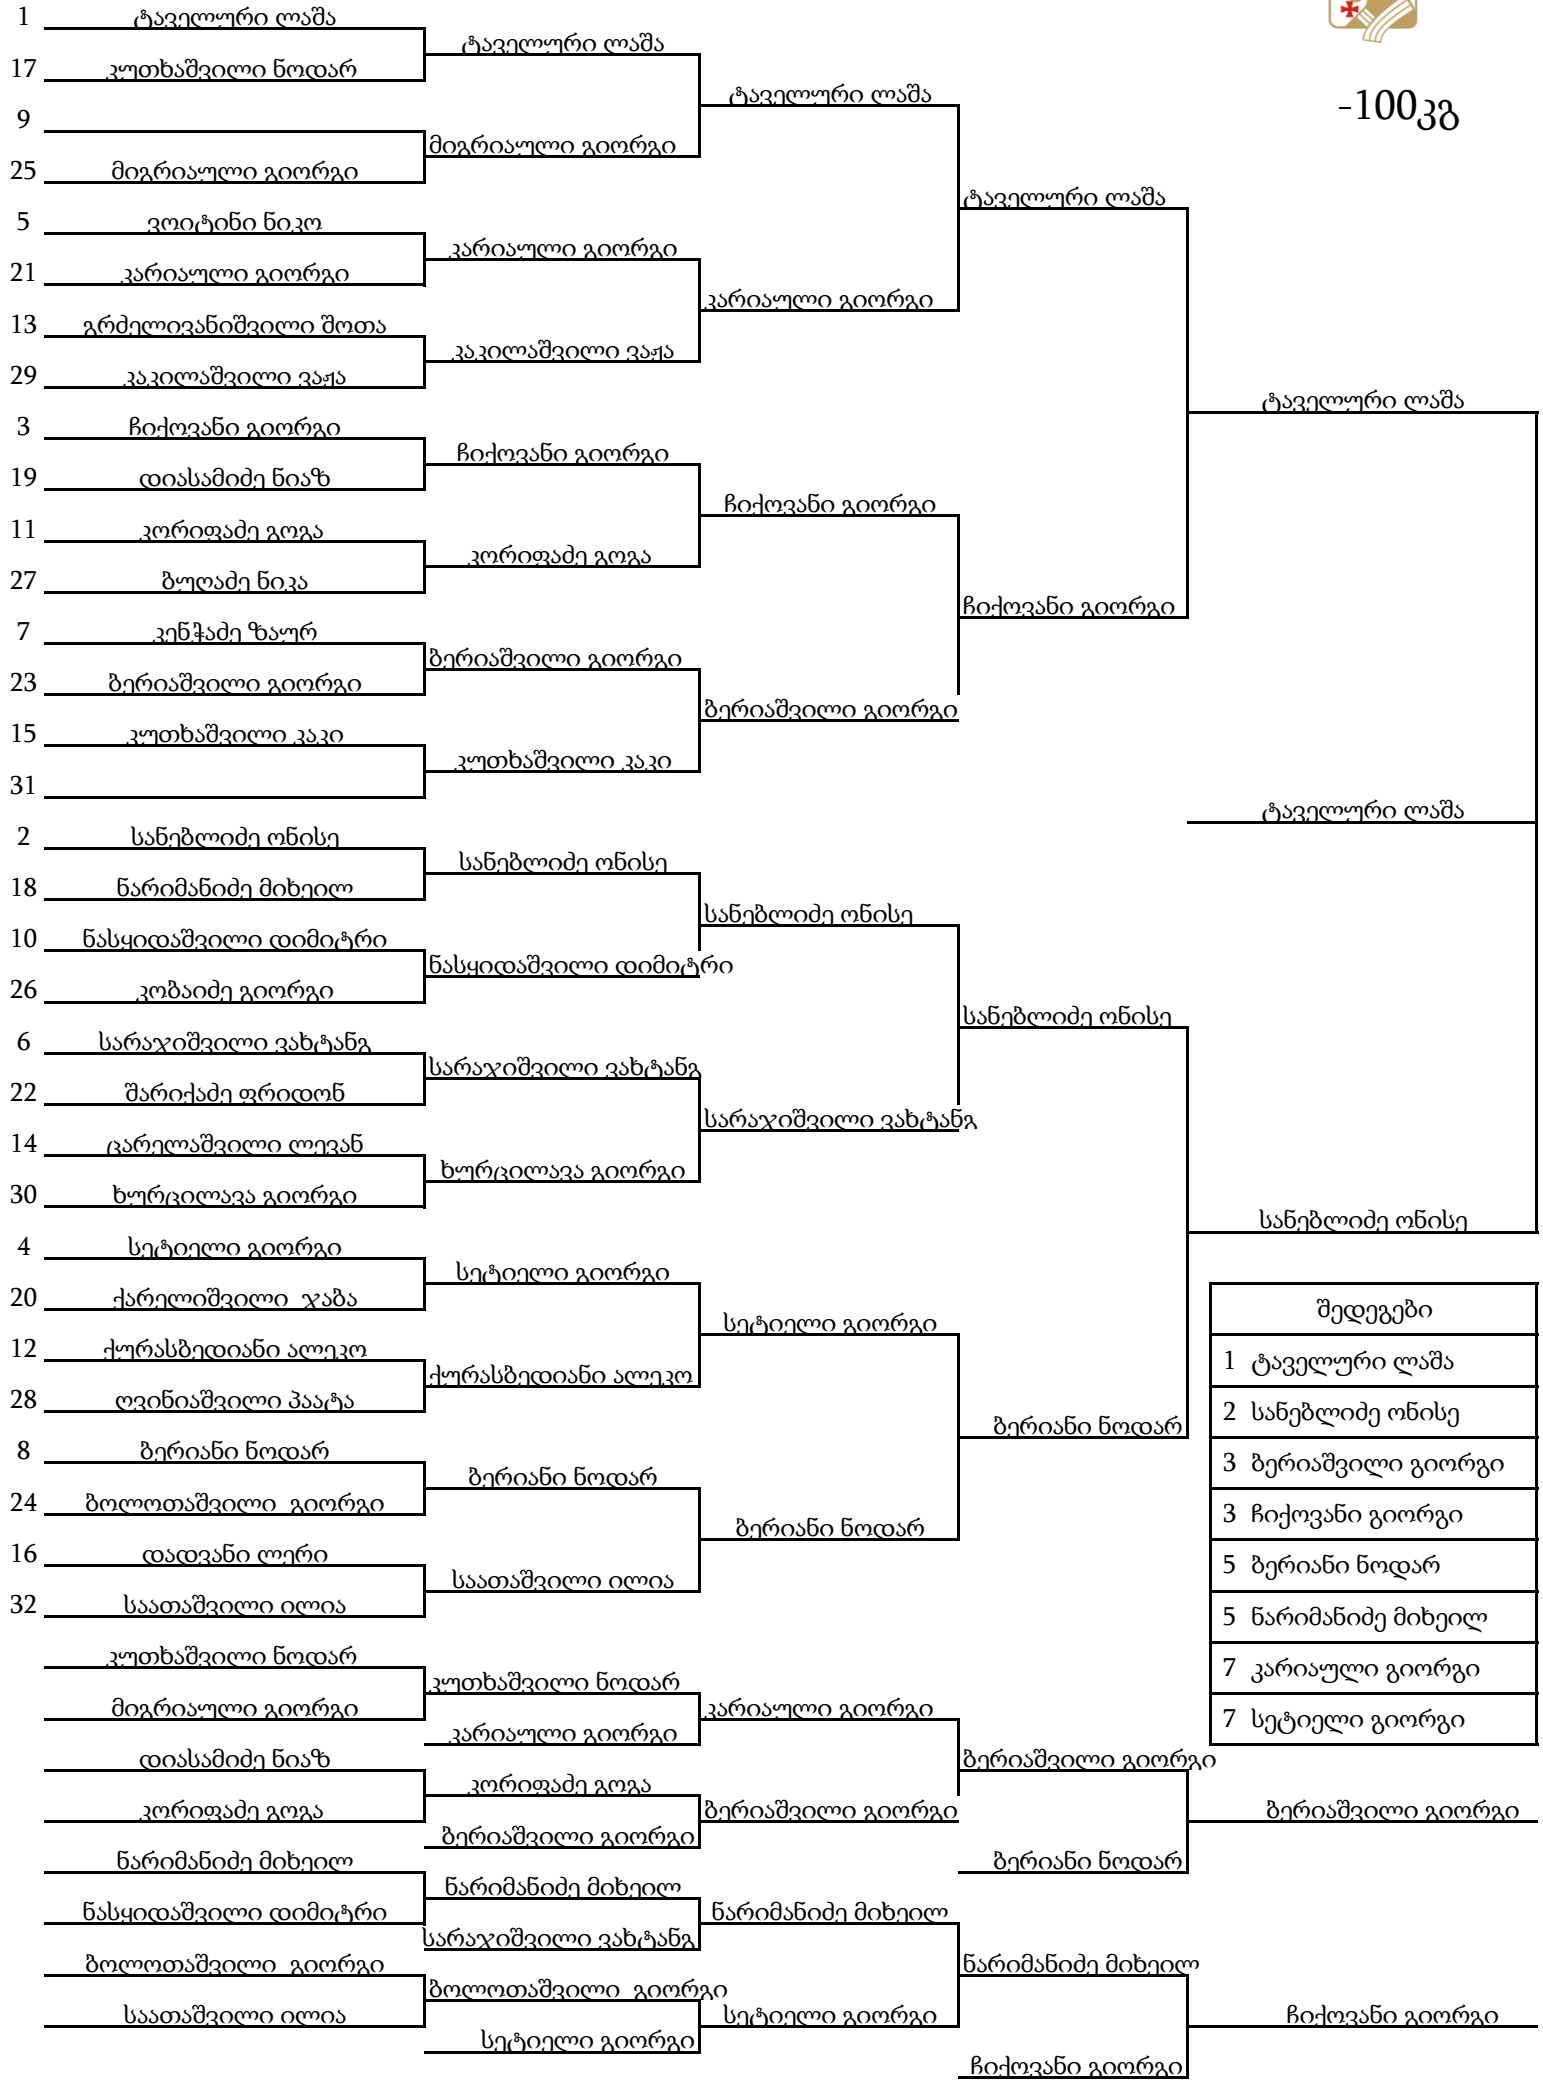 -100კგ
1 ტაველური ლაშა
17 კუთხაშვილი ნოდარ
9
25 მიგრიაული გიორგი
5 ვოიტინი ნიკო
21 კარიაული გიორგი
13 გრძელივანიშვილი შოთა
29 კაკილაშვილი ვაჟა
3 ჩიქოვანი გიორგი
19 დიასამიძე ნიაზ
11 კორიფაძე გოგა
27 ბუღაძე ნიკა
7 კენჭაძე ზაურ
23 ბერიაშვილი გიორგი
15 კუთხაშვილი კაკი
31
2 სანებლიძე ონისე
18 ნარიმანიძე მიხეილ
10 ნასყიდაშვილი დიმიტრი
26 კობაიძე გიორგი
6 სარაჯიშვილი ვახტანგ
22 შარიქაძე ფრიდონ
14 ცარელაშვილი ლევან
30 ხურცილავა გიორგი
4 სეტიელი გიორგი
20 ქარელიშვილი ჯაბა
12 ქურასბედიანი ალეკო
28 ღვინიაშვილი პაატა
8 ბერიანი ნოდარ
24 ბოლოთაშვილი გიორგი
16 დადვანი ლერი
32 საათაშვილი ილია
კუთხაშვილი ნოდარ
მიგრიაული გიორგი
დიასამიძე ნიაზ
კორიფაძე გოგა
ნარიმანიძე მიხეილ
ნასყიდაშვილი დიმიტრი
ბოლოთაშვილი გიორგი
საათაშვილი ილია
ტაველური ლაშა
მიგრიაული გიორგი
კარიაული გიორგი
კაკილაშვილი ვაჟა
ჩიქოვანი გიორგი
კორიფაძე გოგა
ბერიაშვილი გიორგი
კუთხაშვილი კაკი
სანებლიძე ონისე
ნასყიდაშვილი დიმიტრი
სარაჯიშვილი ვახტანგ
ხურცილავა გიორგი
სეტიელი გიორგი
ქურასბედიანი ალეკო
ბერიანი ნოდარ
საათაშვილი ილია
კუთხაშვილი ნოდარ
კარიაული გიორგი
კორიფაძე გოგა
ბერიაშვილი გიორგი
ნარიმანიძე მიხეილ
სარაჯიშვილი ვახტანგ
ბოლოთაშვილი გიორგი
სეტიელი გიორგი
ტაველური ლაშა
კარიაული გიორგი
ჩიქოვანი გიორგი
ბერიაშვილი გიორგი
სანებლიძე ონისე
სარაჯიშვილი ვახტანგ
სეტიელი გიორგი
ბერიანი ნოდარ
კარიაული გიორგი
ბერიაშვილი გიორგი
ნარიმანიძე მიხეილ
სეტიელი გიორგი
ტაველური ლაშა
ჩიქოვანი გიორგი
სანებლიძე ონისე
ბერიანი ნოდარ
ბერიაშვილი გიორგი
ბერიანი ნოდარ
ნარიმანიძე მიხეილ
ჩიქოვანი გიორგი
ტაველური ლაშა
ტაველური ლაშა
სანებლიძე ონისე
შედეგები
1 ტაველური ლაშა
2 სანებლიძე ონისე
3 ბერიაშვილი გიორგი
3 ჩიქოვანი გიორგი
5 ბერიანი ნოდარ
5 ნარიმანიძე მიხეილ
7 კარიაული გიორგი
7 სეტიელი გიორგი
ბერიაშვილი გიორგი
ჩიქოვანი გიორგი